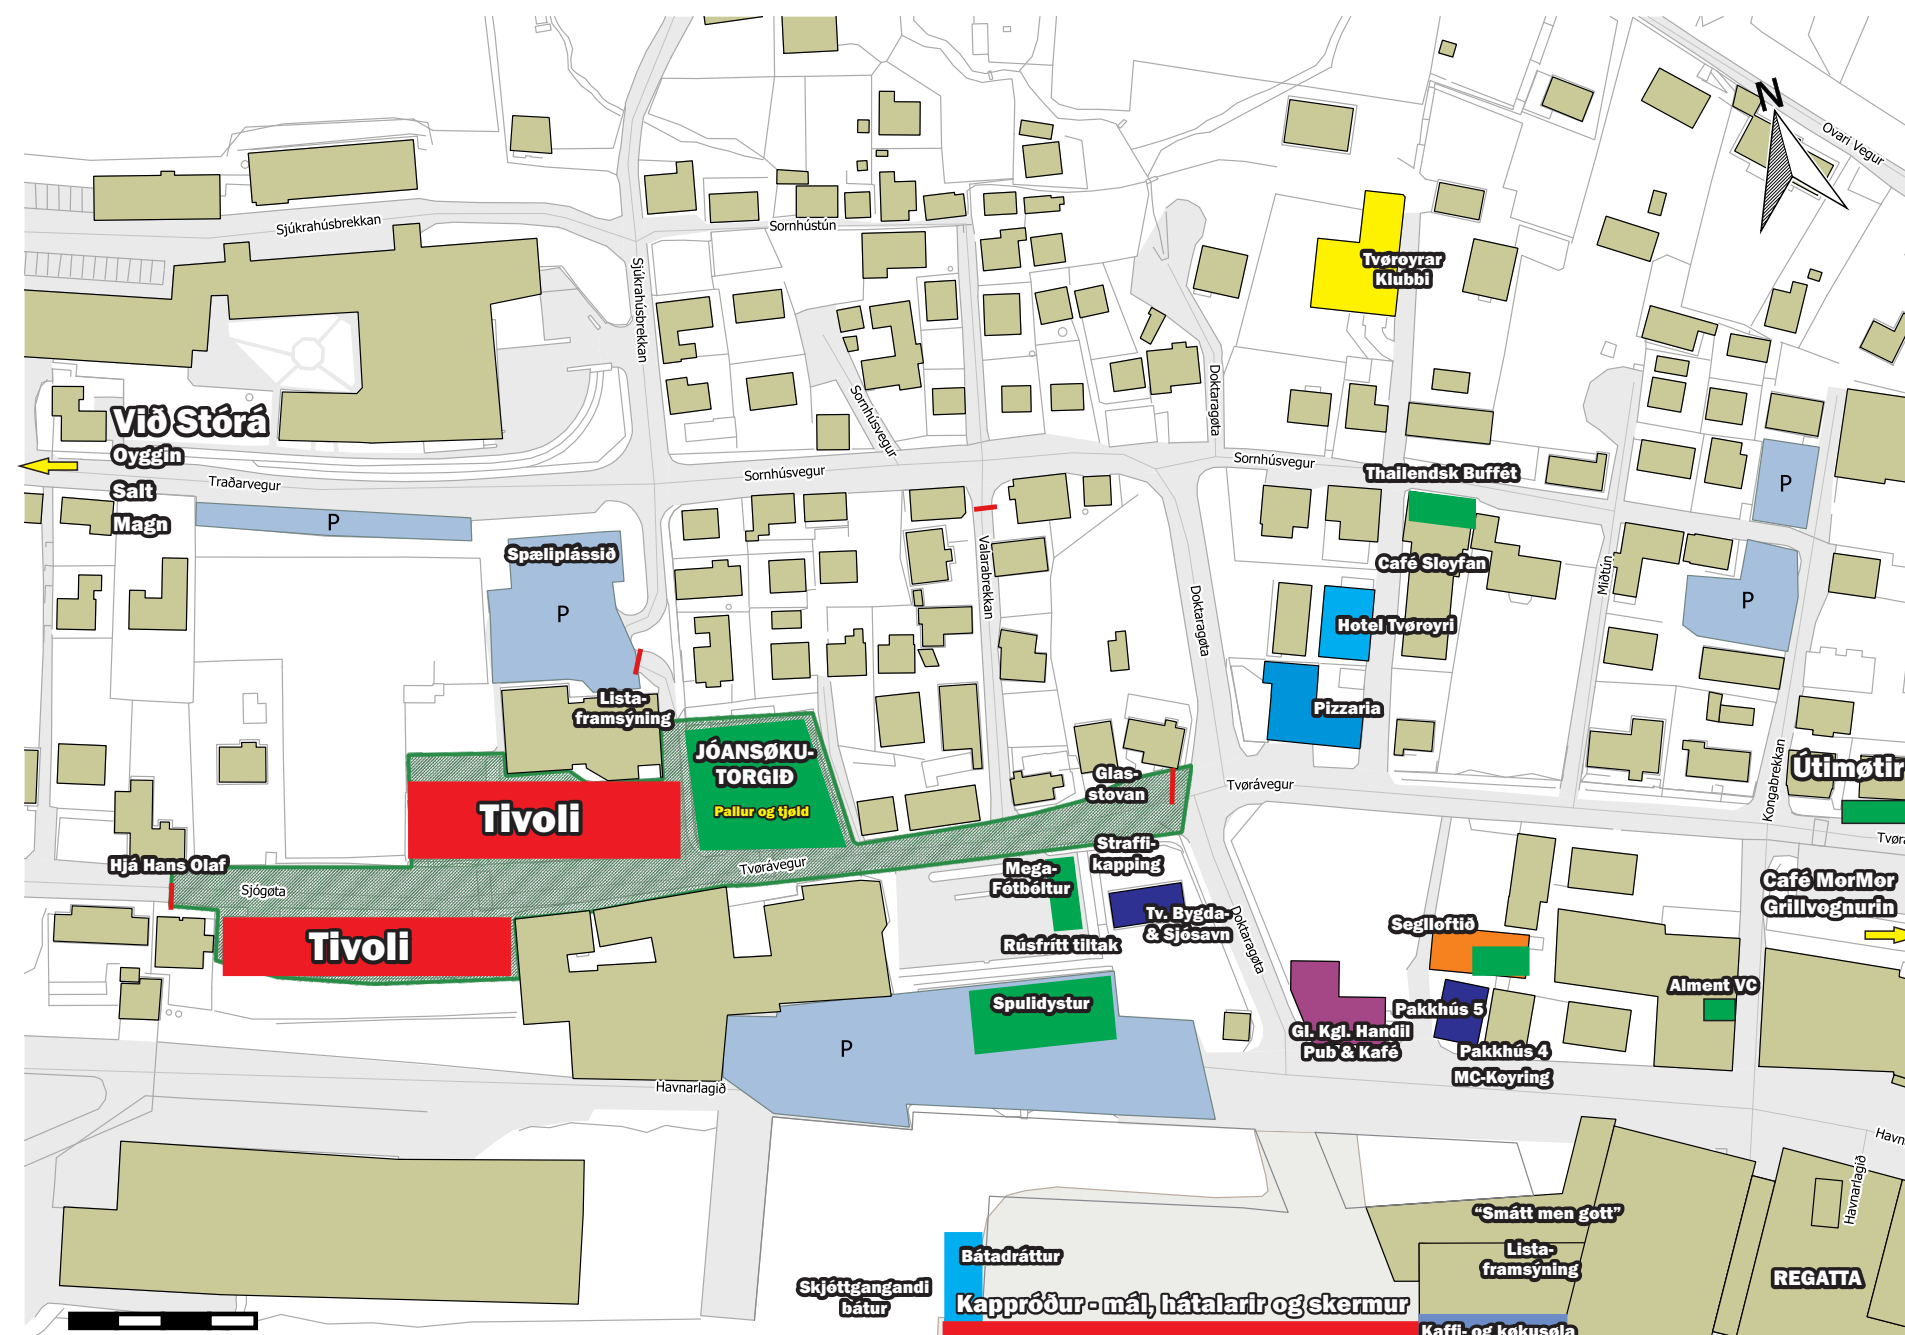 N
Ovari Vegur
Sjúkrahúsbrekkan
Sornhústún
Sjúkrahúsbrekkan
Tvøroyrar
Klubbi
Við Stórá
Oyggin
Salt
Magn
Traðarvegur
P
Sornhúsvegur
Sornhúsvegur
Doktaragøta
Sornhúsvegur
Thailendsk Buffét
P
Spæliplássið
P
Valarabrekkan
Doktaragøta
Café Sloyfan
Hotel Tvøroyri
Miðtún
P
Lista-
framsýning
Pizzaria
JÓANSØKU-
TORGIÐ
Pallur og tjøld
Tivoli
Glas-
stovan
Tvørávegur
Kongabrekkan
Útimøtir
Hjá Hans Olaf
Sjógøta
Tvørávegur
Straffi-
kapping
Mega-
Fótbóltur
Tivoli
Tv. Bygda-
& Sjósavn
Rúsfrítt tiltak
Doktaragøta
Seglloftið
Café MorMor
Grillvognurin
Spulidystur
P
Havnarlagið
Gl. Kgl. Handil
Pub & Kafé
Pakkhús 5
Pakkhús 4
MC-Koyring
Alment VC
Havnarlagið
"Smátt men gott"
Lista-
framsýning
REGATTA
Bátadráttur
Skjóttgangandi
bátur
Kappróður - mál, hátalarir og skermur
Kaffi- og køkusøla